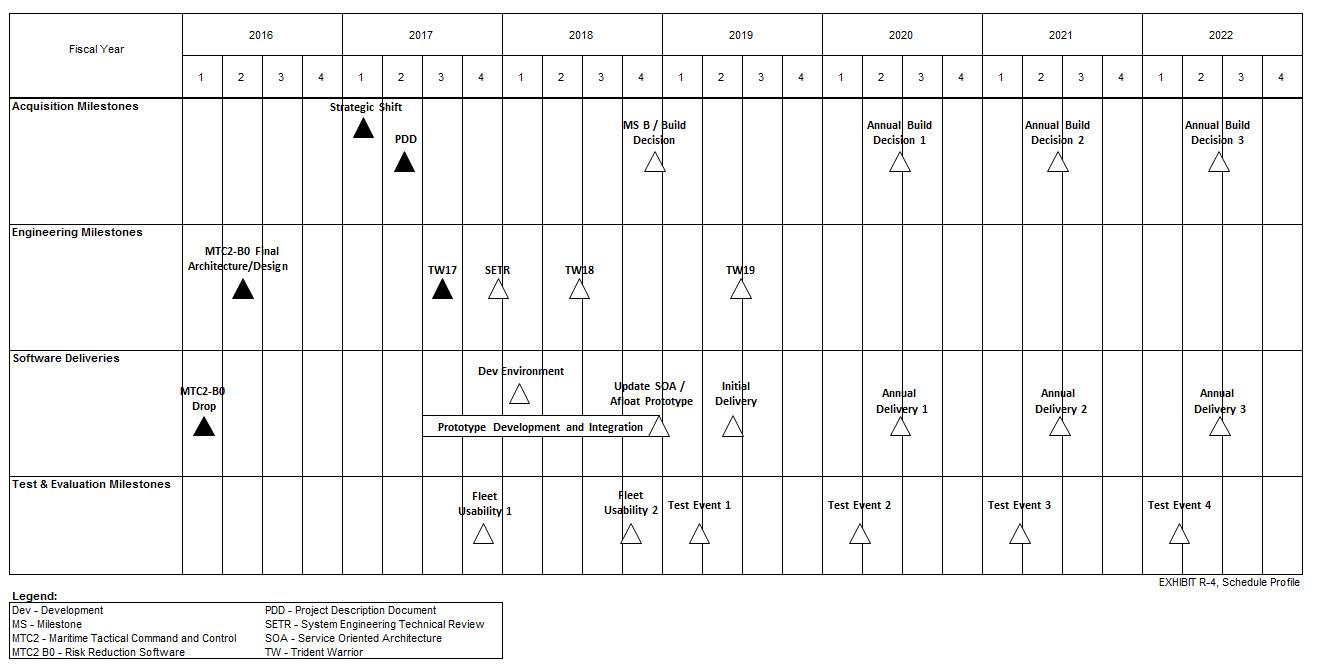 Fiscal Year
2016 2017 2018 2019 2020 2021 2022
1 2 3 4 1 2 3 4 1 2 3 4 1 2 3 4 1 2 3 4 1 2 3 4 1 2 3 4
Acquisition Milestones
Strategic Shift
PDD
MS B / Build
Decision
Annual Build
Decision 1
Annual Build
Decision 2
Annual Build
Decision 3
Engineering Milestones
MTC2-B0 Final
Architecture/Design
TW17
SETR
TW18
TW19
Software Deliveries
MTC2-B0
Drop
Dev Environment
Prototype Development and Integration
Update SOA /
Afloat Prototype
Initial
Delivery
Annual
Delivery 1
Annual
Delivery 2
Annual
Delivery 3
Test & Evaluation Milestones
Fleet
Usability 1
Fleet
Usability 2
Test Event 1
Test Event 2
Test Event 3
Test Event 4
EXHIBIT R-4, Schedule Profile
Legend:
Dev - Development
MS - Milestone
MTC2 - Maritime Tactical Command and Control
MTC2 B0 - Risk Reduction Software
PDD - Project Description Document
SETR - System Engineering Technical Review
SOA - Service Oriented Architecture
TW - Trident Warrior